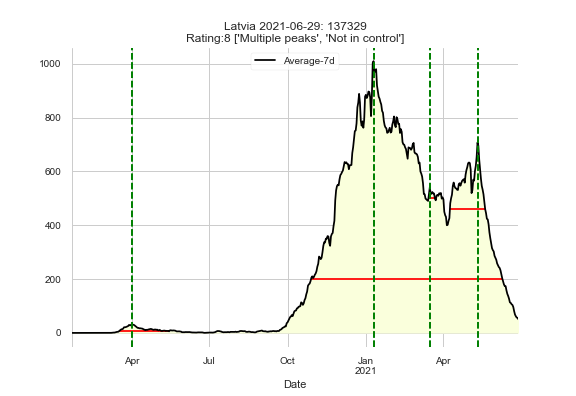 Latvia 2021-06-29: 137329
Rating:8 ['Multiple peaks', 'Not in control']
Average-7d
1000
800
600
400
200
0
Apr Jul Oct Jan Apr
2021
Date